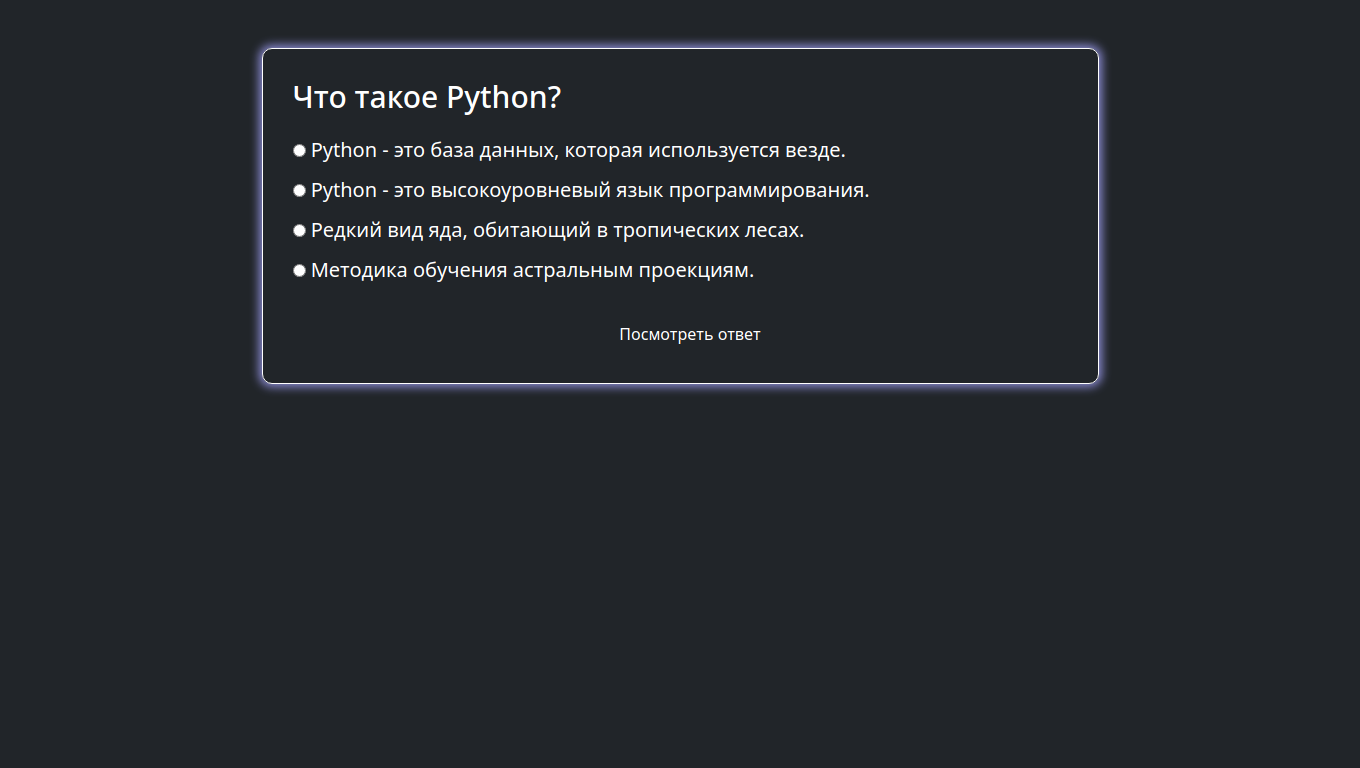 Что такое Python?
Python - это база данных, которая используется везде.
Python - это высокоуровневый язык программирования.
Редкий вид яда, обитающий в тропических лесах.
Методика обучения астральным проекциям.
Посмотреть ответ